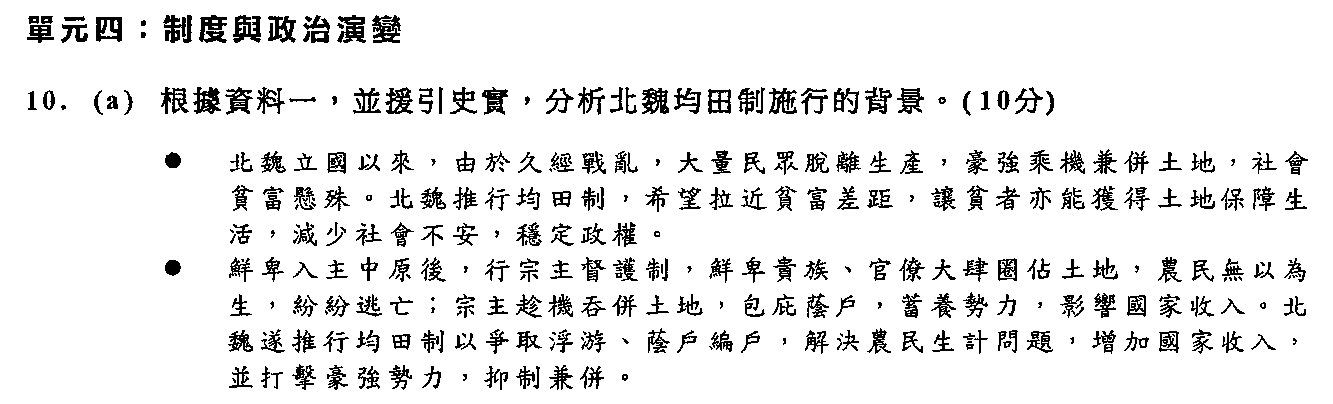 單元四：制度與政治演變
10. (a) 根據資料一，並援引史實，分析北魏均田制施行的背景。(10分)
● 北魏立國以來，由於久經戰亂，大量民眾脫離生產，豪強乘機兼併土地，社會
貧富懸殊。北魏推行均田制，希望拉近貧富差距，讓貧者亦能獲得土地保障生
活，減少社會不安，穩定政權。
● 鮮卑入主中原後，行宗主督護制，鮮卑貴族、官僚大肆圈佔土地，農民無以為
生，紛紛逃亡；宗主趁機吞併土地，包庇蔭戶，蓄養勢力，影響國家收入。北
魏遂推行均田制以爭取浮游、蔭戶編戶，解決農民生計問題，增加國家收入，
並打擊豪強勢力，抑制兼併。